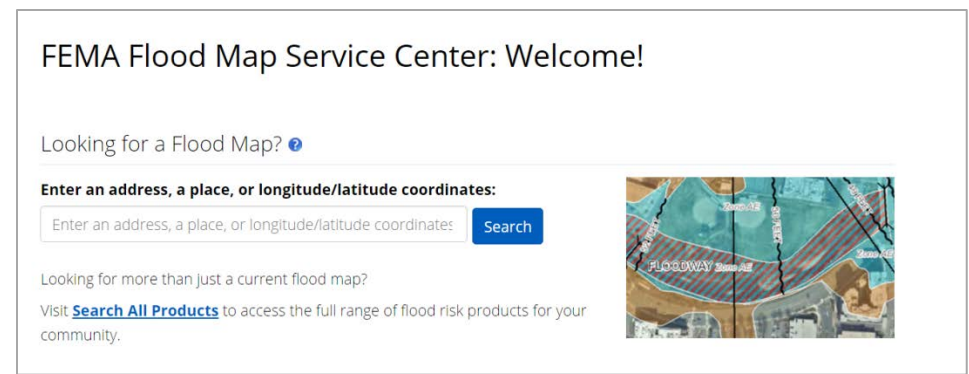 FEMA Flood Map Service Center: Welcome!
Looking for a Flood Map?
Enter an address, a place, or longitude/latitude coordinates:
Enter an address, a place, or longitude/latitude coordinates
Search
Looking for more than just a current flood map?
Visit Search All Products to access the full range of flood risk products for your
community.
Zone AE
FLOODWAY Zone AE
Zone AE